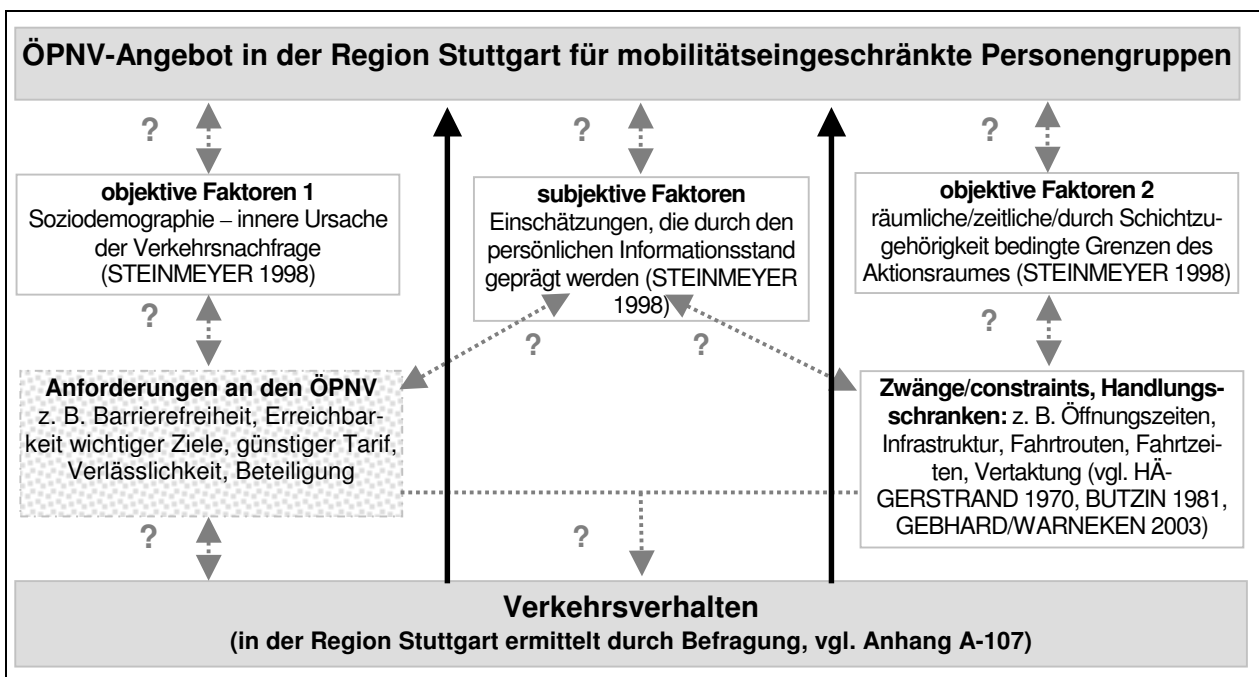 ÖPNV-Angebot in der Region Stuttgart für mobilitätseingeschränkte Personengruppen
?
?
?
objektive Faktoren 1
Soziodemographie – innere Ursache
der Verkehrsnachfrage
(STEINMEYER 1998)
subjektive Faktoren
Einschätzungen, die durch den
persönlichen Informationsstand
geprägt werden (STEINMEYER
1998)
objektive Faktoren 2
räumliche/zeitliche/durch Schichtzu-
gehörigkeit bedingte Grenzen des
Aktionsraumes (STEINMEYER 1998)
?
?
?
?
Anforderungen an den ÖPNV
z. B. Barrierefreiheit, Erreichbar-
keit wichtiger Ziele, günstiger Tarif,
Verlässlichkeit, Beteiligung
Zwänge/constraints, Handlungs-
schranken: z. B. Öffnungszeiten,
Infrastruktur, Fahrtrouten, Fahrtzei-
ten, Vertaktung (vgl. HÄ-
GERSTRAND 1970, BUTZIN 1981,
GEBHARD/WARNEKEN 2003)
?
?
Verkehrsverhalten
(in der Region Stuttgart ermittelt durch Befragung, vgl. Anhang A-107)